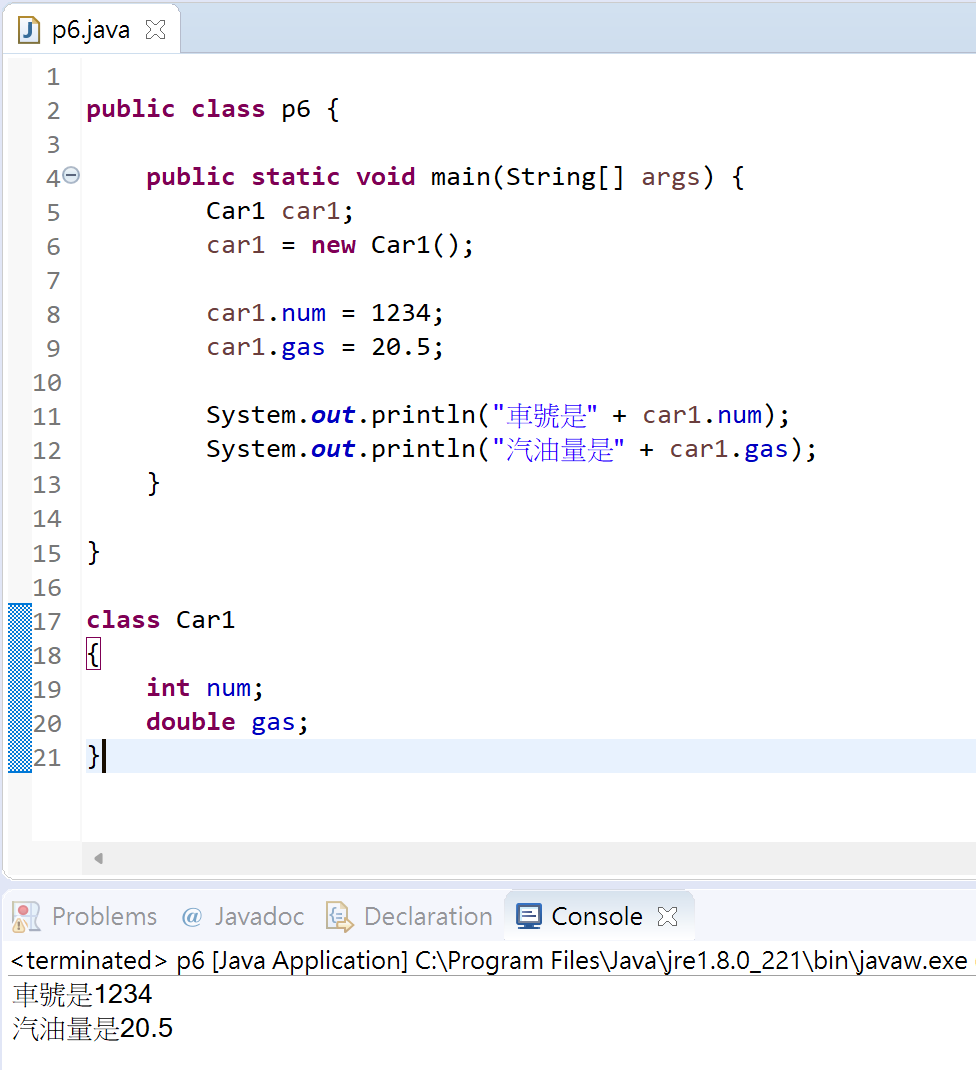 p6.java
1
2 public class p6 {
3
4 public static void main(String[] args) {
5 Car1 car1;
6 car1 = new Car1();
7
8 car1.num = 1234;
9 car1.gas = 20.5;
10
11 System.out.println("車號是" + car1.num);
12 System.out.println("汽油量是" + car1.gas);
13 }
14
15 }
16
17 class Car1
18 {
19 int num;
20 double gas;
21 }
Problems @ Javadoc Declaration Console
<terminated> p6 [Java Application] C:\Program Files\Java\jre1.8.0_221\bin\javaw.exe
車號是1234
汽油量是20.5